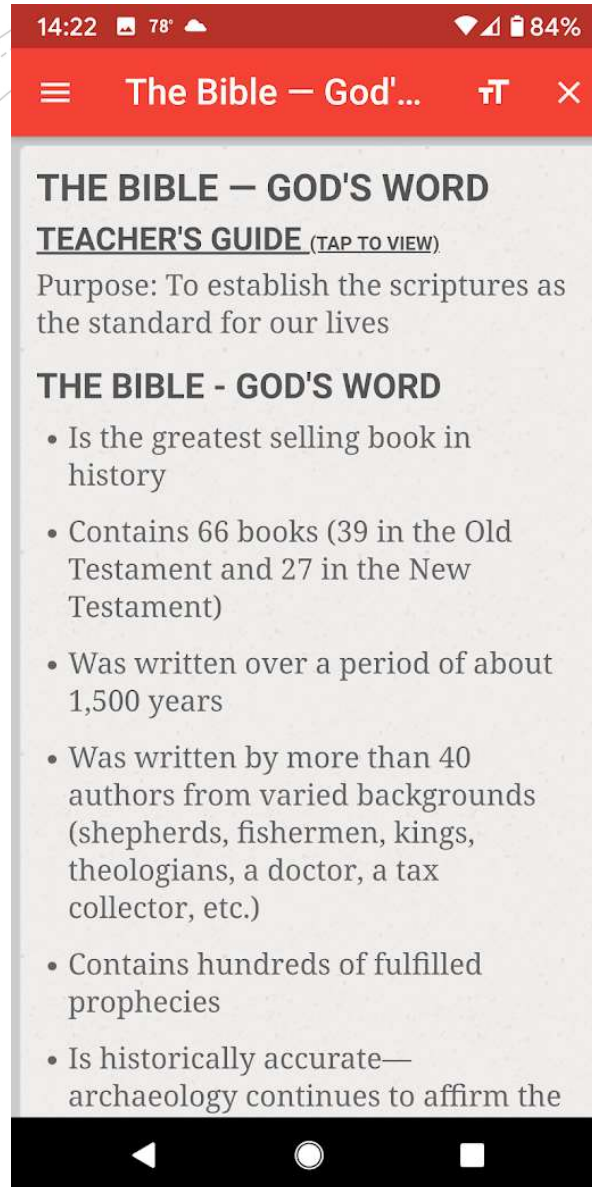 14:22 78° 84%
The Bible — God'...
THE BIBLE — GOD'S WORD
TEACHER'S GUIDE (TAP TO VIEW)
Purpose: To establish the scriptures as
the standard for our lives
THE BIBLE - GOD'S WORD
• Is the greatest selling book in
history
• Contains 66 books (39 in the Old
Testament and 27 in the New
Testament)
• Was written over a period of about
1,500 years
• Was written by more than 40
authors from varied backgrounds
(shepherds, fishermen, kings,
theologians, a doctor, a tax
collector, etc.)
• Contains hundreds of fulfilled
prophecies
• Is historically accurate—
archaeology continues to affirm the